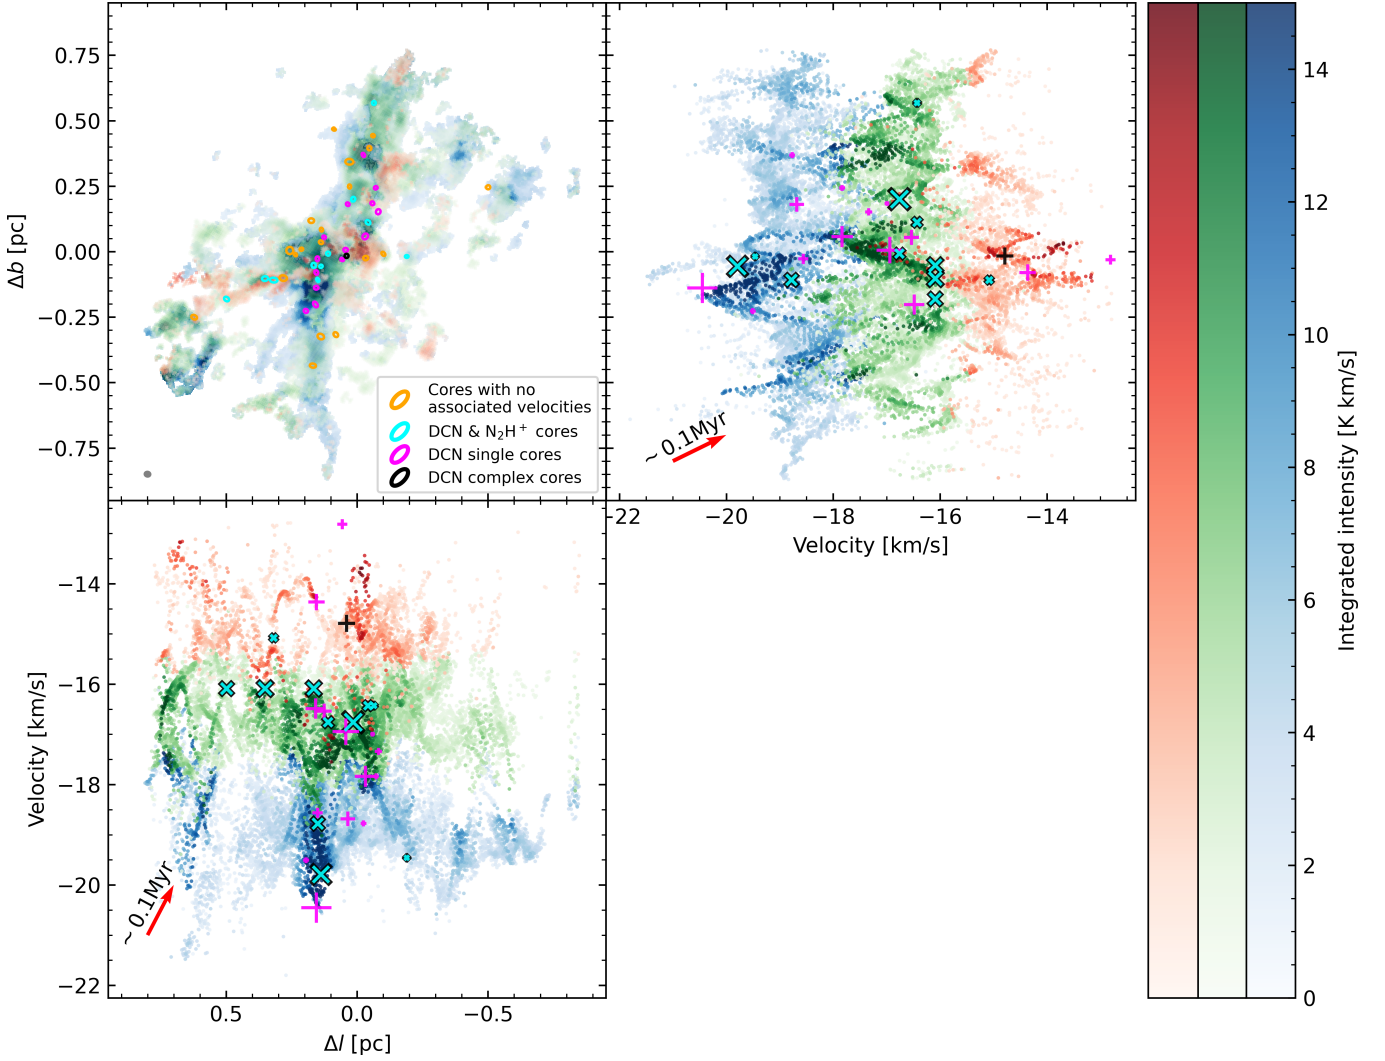 0.75
0.50
0.25
0.00
−0.25
−0.50
−0.75
Δb [pc]
Cores with no
associated velocities
DCN & N₂H⁺ cores
DCN single cores
DCN complex cores
~ 0.1Myr
−22
−20
−18
−16
−14
Velocity [km/s]
14
12
10
8
6
4
2
0
Integrated intensity [K km/s]
−14
−16
−18
−20
−22
Velocity [km/s]
~ 0.1Myr
0.5
0.0
−0.5
Δl [pc]